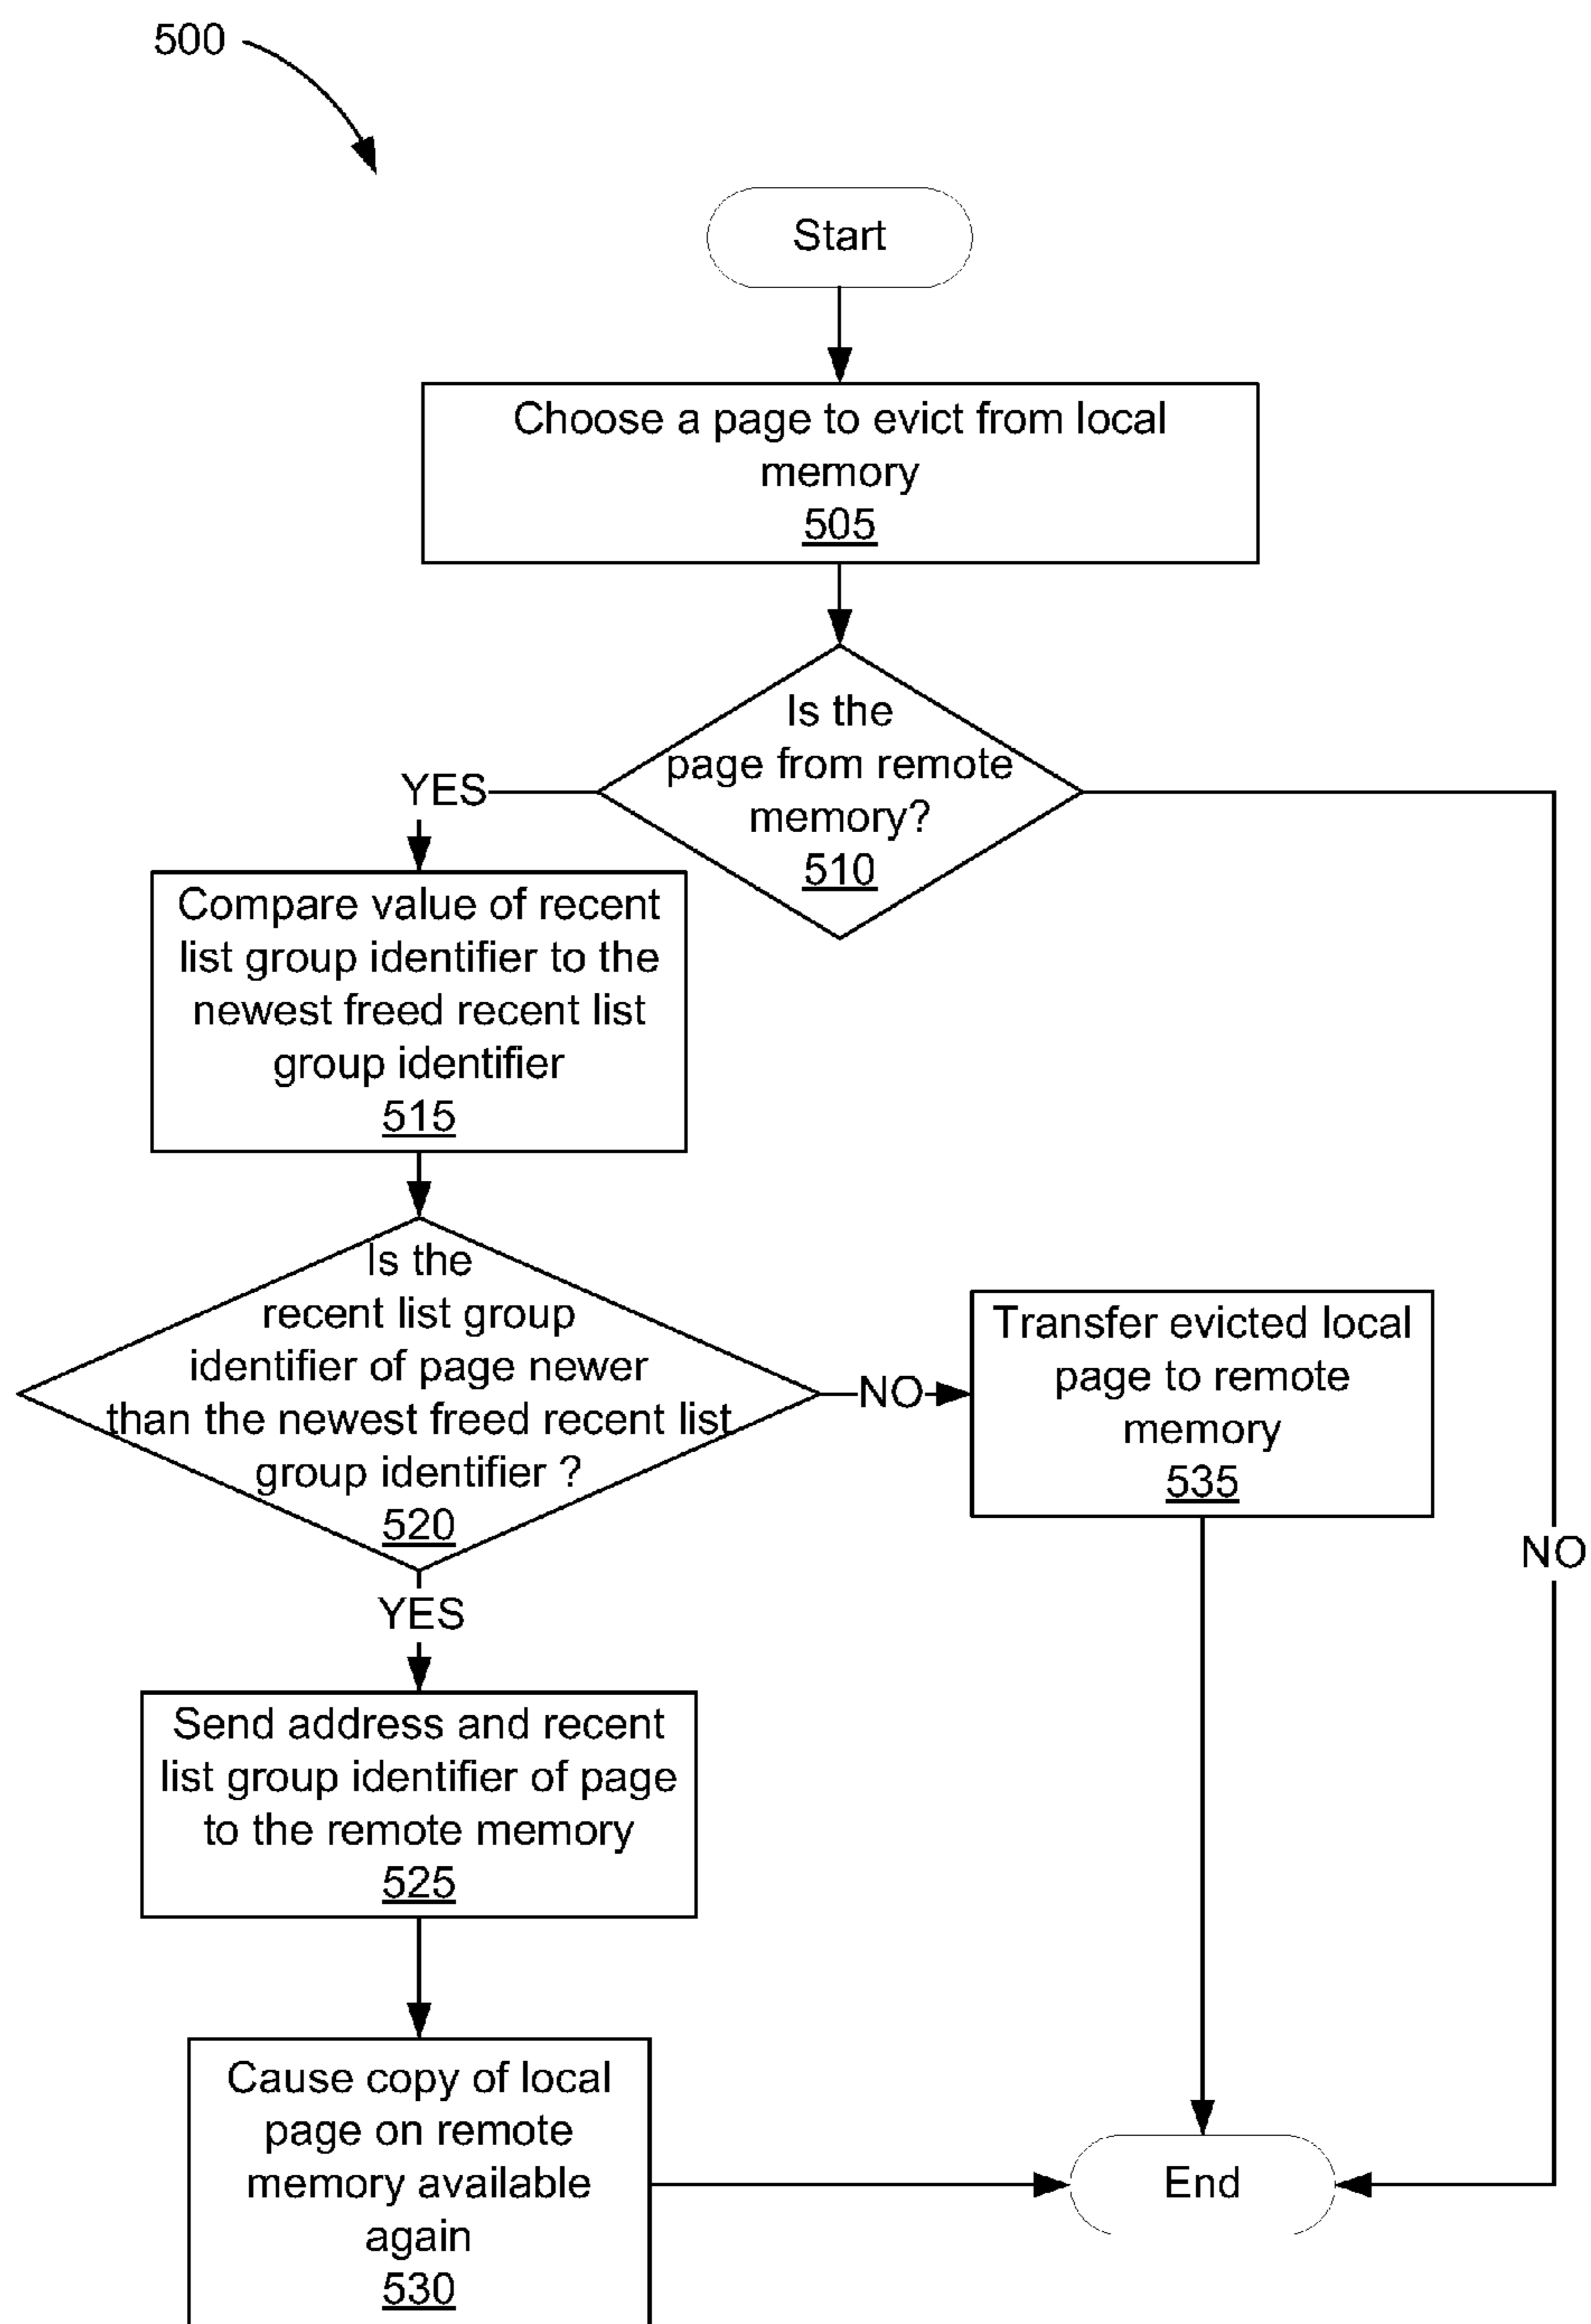 500
Start
Choose a page to evict from local
memory
505
Is the
page from remote
memory?
510
YES
Compare value of recent
list group identifier to the
newest freed recent list
group identifier
515
Is the
recent list group
identifier of page newer
than the newest freed recent list
group identifier ?
520
NO
Transfer evicted local
page to remote
memory
535
NO
YES
Send address and recent
list group identifier of page
to the remote memory
525
Cause copy of local
page on remote
memory available
again
530
End